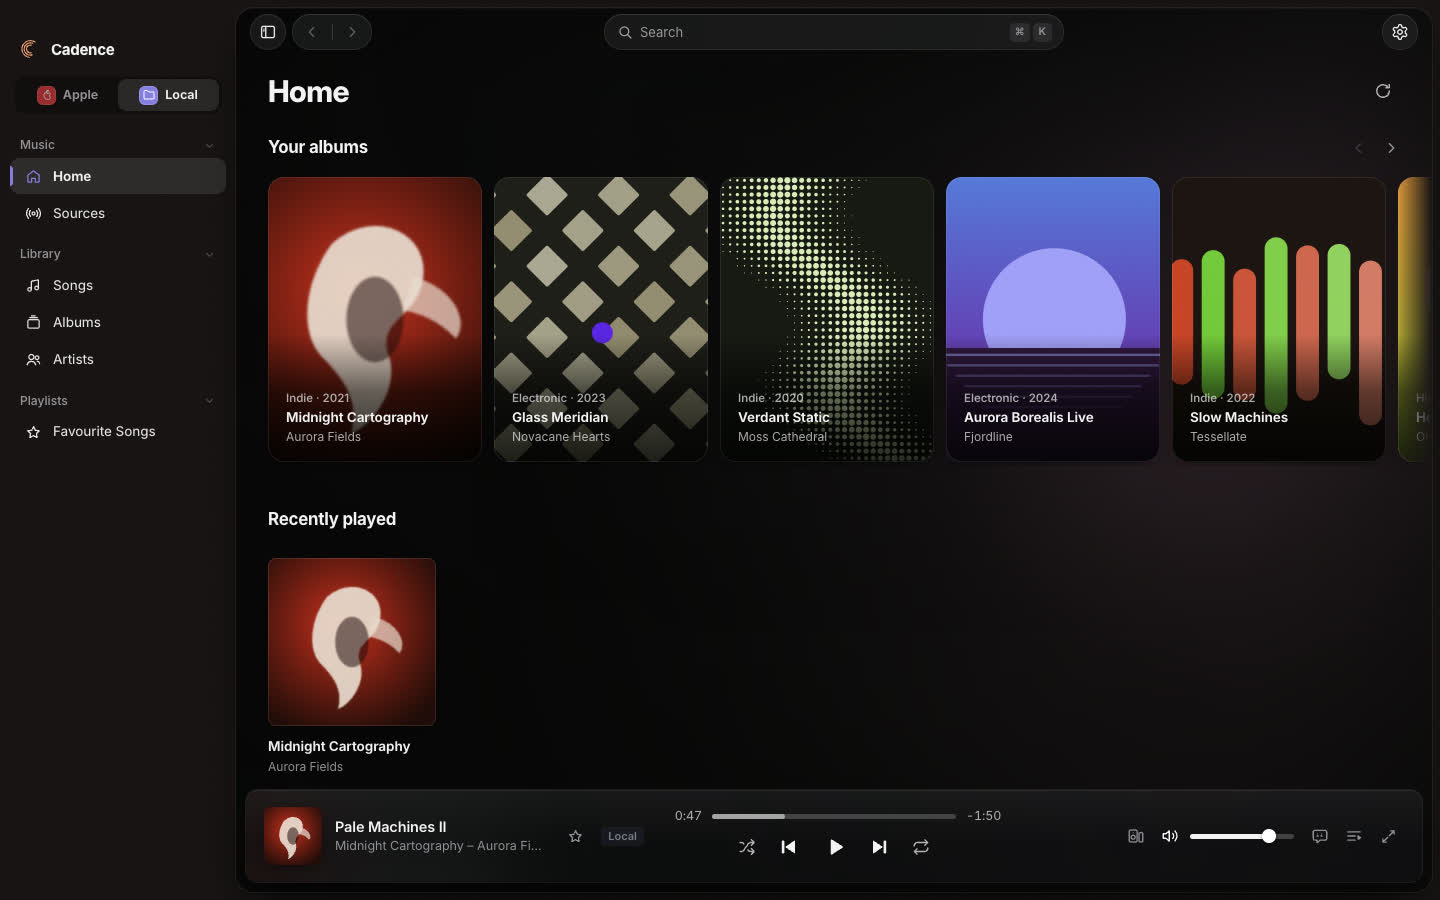 Cadence
Apple
Local
Music
Home
Sources
Library
Songs
Albums
Artists
Playlists
Favourite Songs
Search
⌘ K
Home
Your albums
Indie · 2021
Midnight Cartography
Aurora Fields
Electronic · 2023
Glass Meridian
Novacane Hearts
Indie · 2020
Verdant Static
Moss Cathedral
Electronic · 2024
Aurora Borealis Live
Fjordline
Indie · 2022
Slow Machines
Tessellate
Recently played
Midnight Cartography
Aurora Fields
Pale Machines II
Midnight Cartography – Aurora Fi...
Local
0:47
-1:50